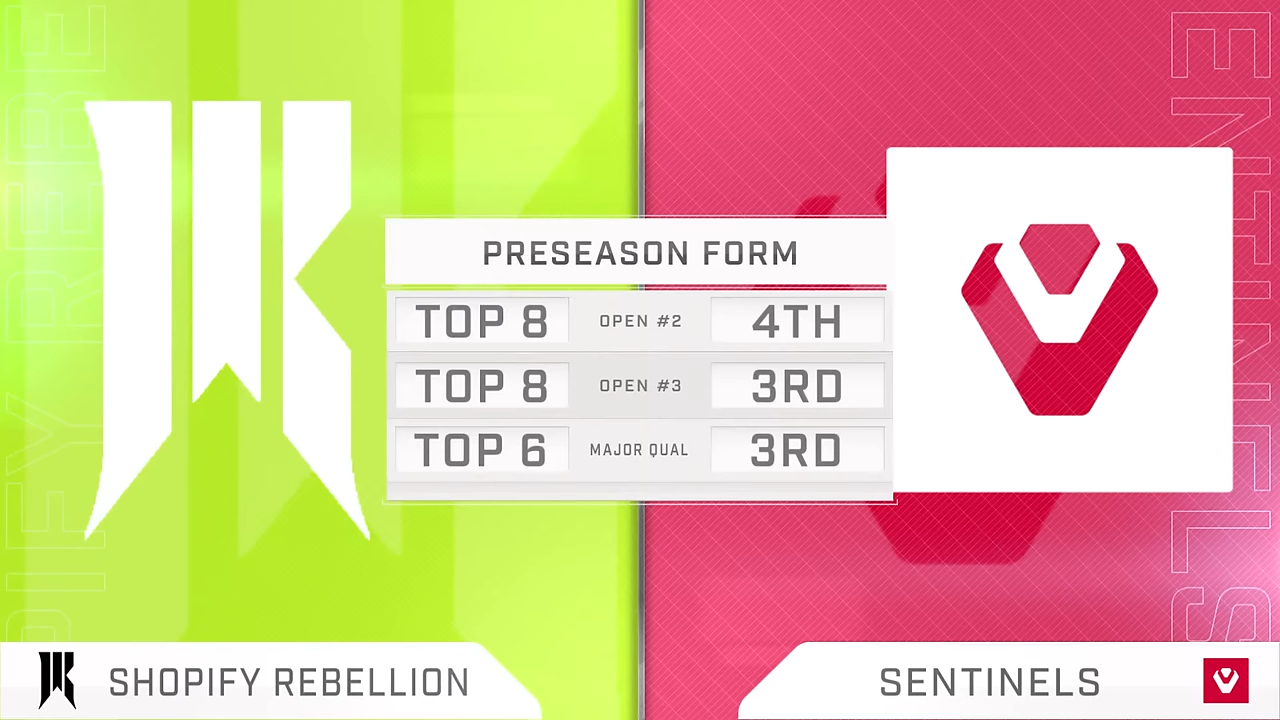 PRESEASON FORM
TOP 8 OPEN #2 4TH
TOP 8 OPEN #3 3RD
TOP 6 MAJOR QUAL 3RD
SHOPIFY REBELLION
SENTINELS